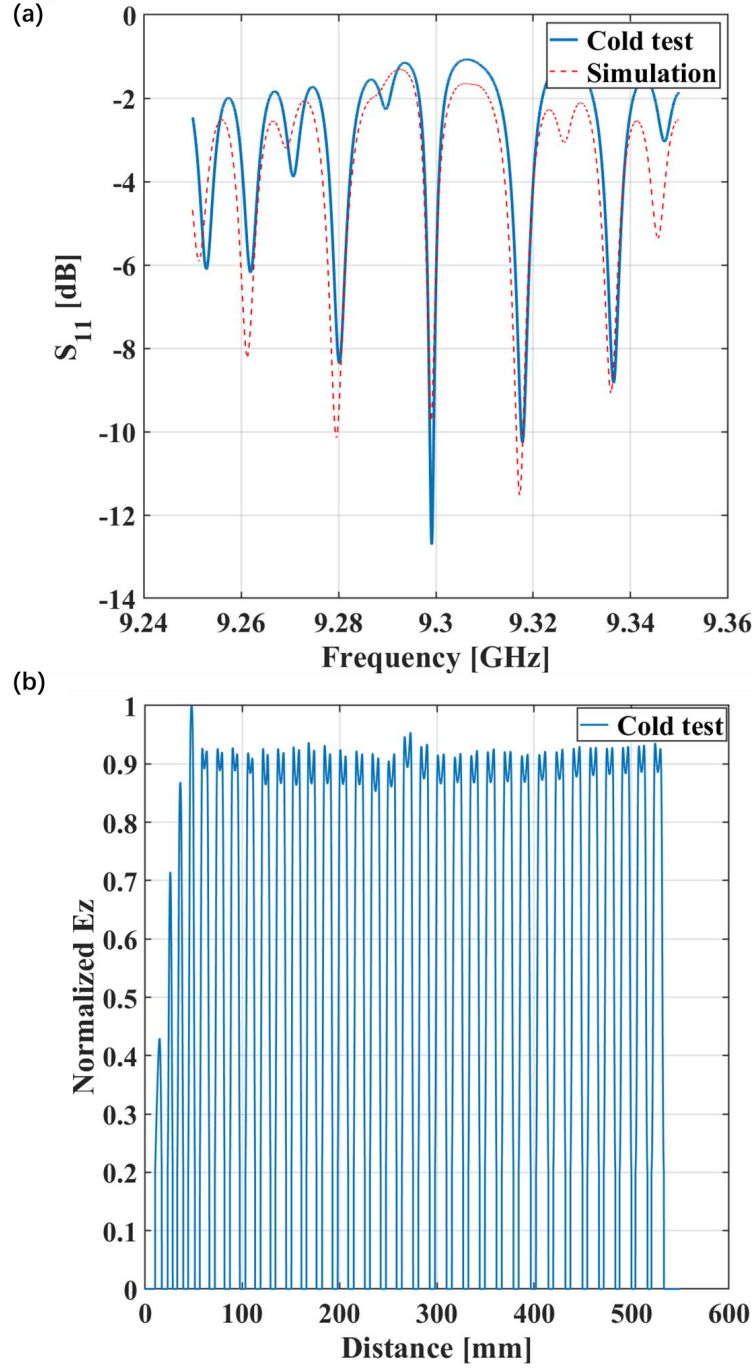 (a)
0
-2
-4
-6
-8
-10
-12
-14
S11 [dB]
Cold test
Simulation
9.24 9.26 9.28 9.3 9.32 9.34 9.36
Frequency [GHz]
(b)
1
0.9
0.8
0.7
0.6
0.5
0.4
0.3
0.2
0.1
0
Normalized Ez
Cold test
0 100 200 300 400 500 600
Distance [mm]